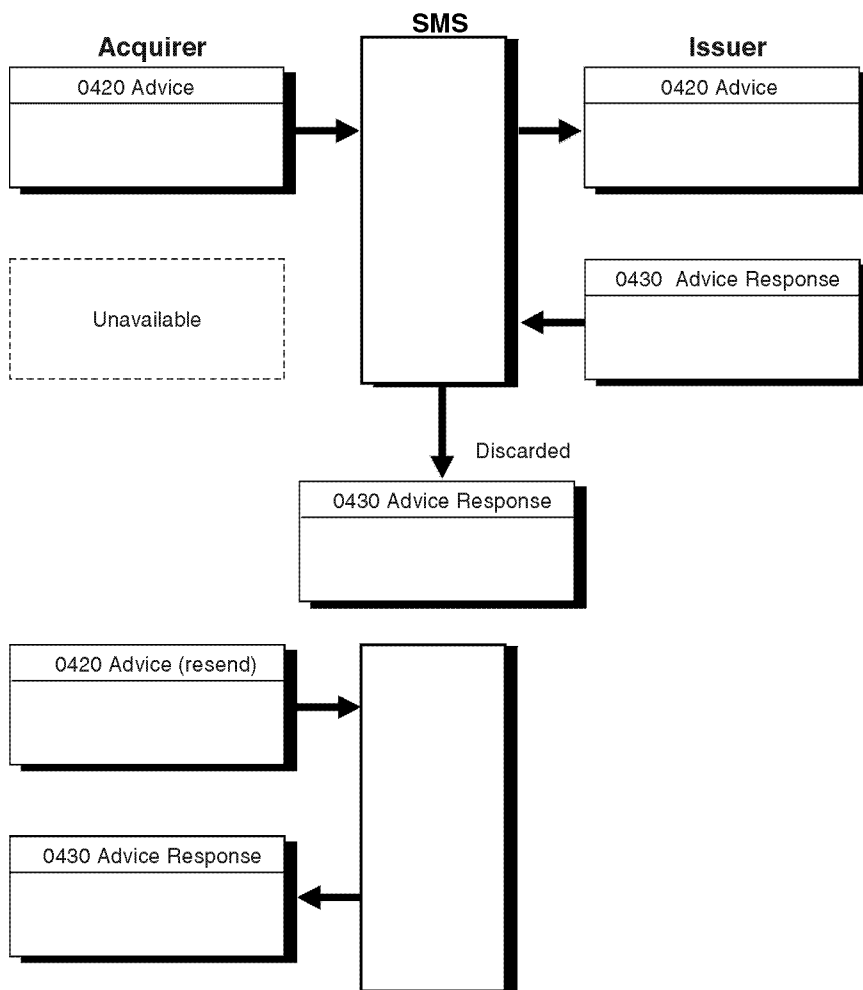 SMS
Acquirer
Issuer
0420 Advice
0420 Advice
0430 Advice Response
Unavailable
Discarded
0430 Advice Response
0420 Advice (resend)
0430 Advice Response